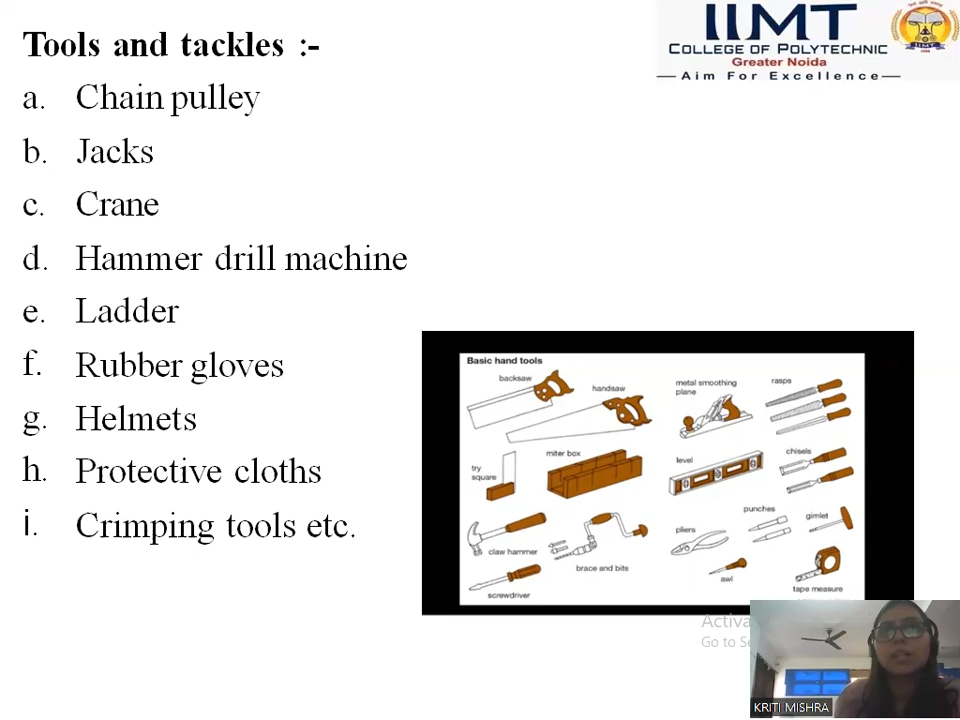 Tools and tackles :-
a. Chain pulley
b. Jacks
c. Crane
d. Hammer drill machine
e. Ladder
f. Rubber gloves
g. Helmets
h. Protective cloths
i. Crimping tools etc.
IIMT
COLLEGE OF POLYTECHNIC
Greater Noida
Aim For Excellence
IIMT
Basic hand tools
backsaw
handsaw
metal smoothing
plane
rasps
try
square
miter box
level
chisels
claw hammer
brace and bits
pliers
punches
gimlet
screwdriver
awl
tape measure
Activa
Go to Se
KRITI MISHRA